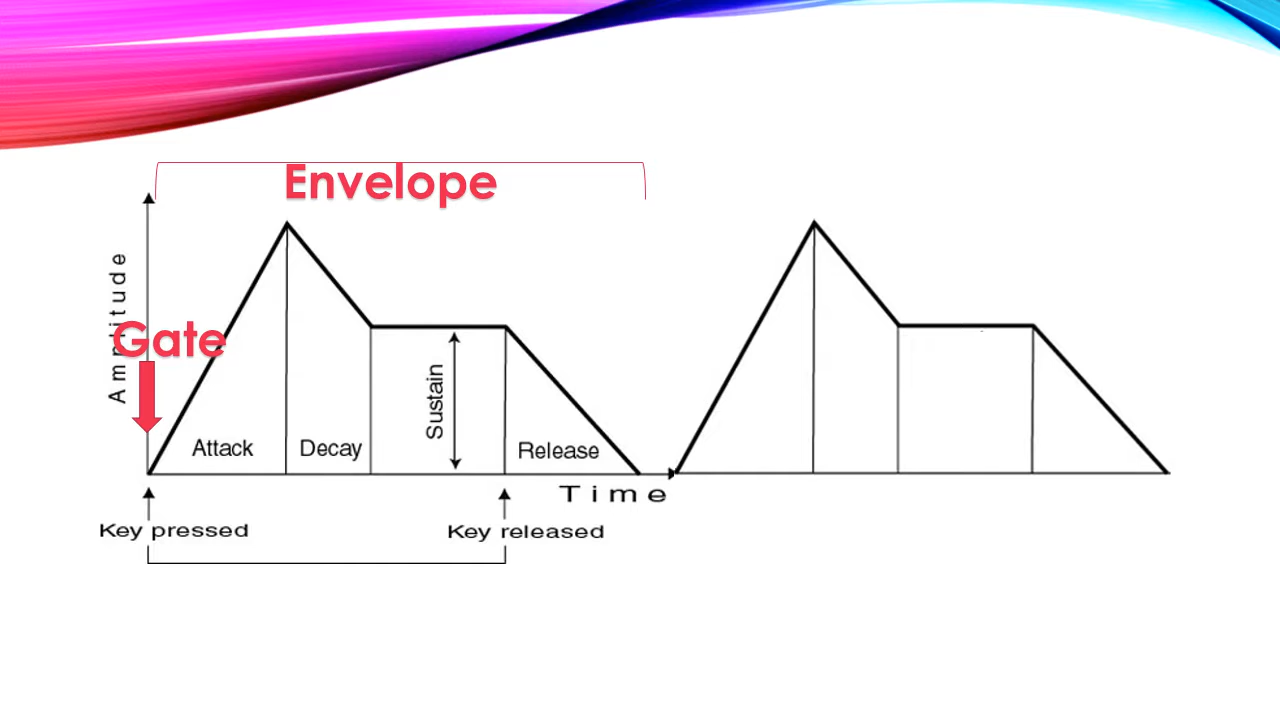 Envelope
Amplitude
Gate
Sustain
Attack
Decay
Release
Time
Key pressed
Key released